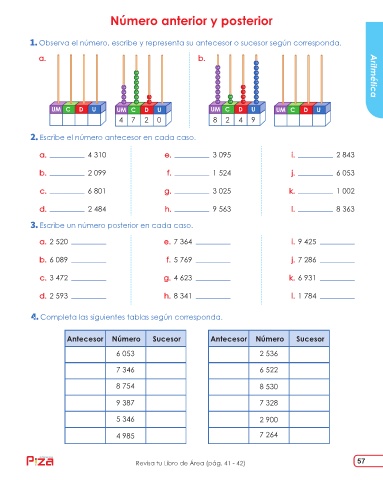 Número anterior y posterior
1. Observa el número, escribe y representa su antecesor o sucesor según corresponda.
a. b.
UM C D U UM C D U UM C D U UM C D U
4 7 2 0 8 2 4 9
Aritmética
2. Escribe el número antecesor en cada caso.
a. ________ 4 310 e. ________ 3 095 i. ________ 2 843
b. ________ 2 099 f. ________ 1 524 j. ________ 6 053
c. ________ 6 801 g. ________ 3 025 k. ________ 1 002
d. ________ 2 484 h. ________ 9 563 l. ________ 8 363
3. Escribe un número posterior en cada caso.
a. 2 520 ________ e. 7 364 ________ i. 9 425 ________
b. 6 089 ________ f. 5 769 ________ j. 7 286 ________
c. 3 472 ________ g. 4 623 ________ k. 6 931 ________
d. 2 593 ________ h. 8 341 ________ l. 1 784 ________
4. Completa las siguientes tablas según corresponda.
Antecesor Número Sucesor Antecesor Número Sucesor
6 053 2 536
7 346 6 522
8 754 8 530
9 387 7 328
5 346 2 900
4 985 7 264
Revisa tu Libro de Área (pág. 41 - 42)
57